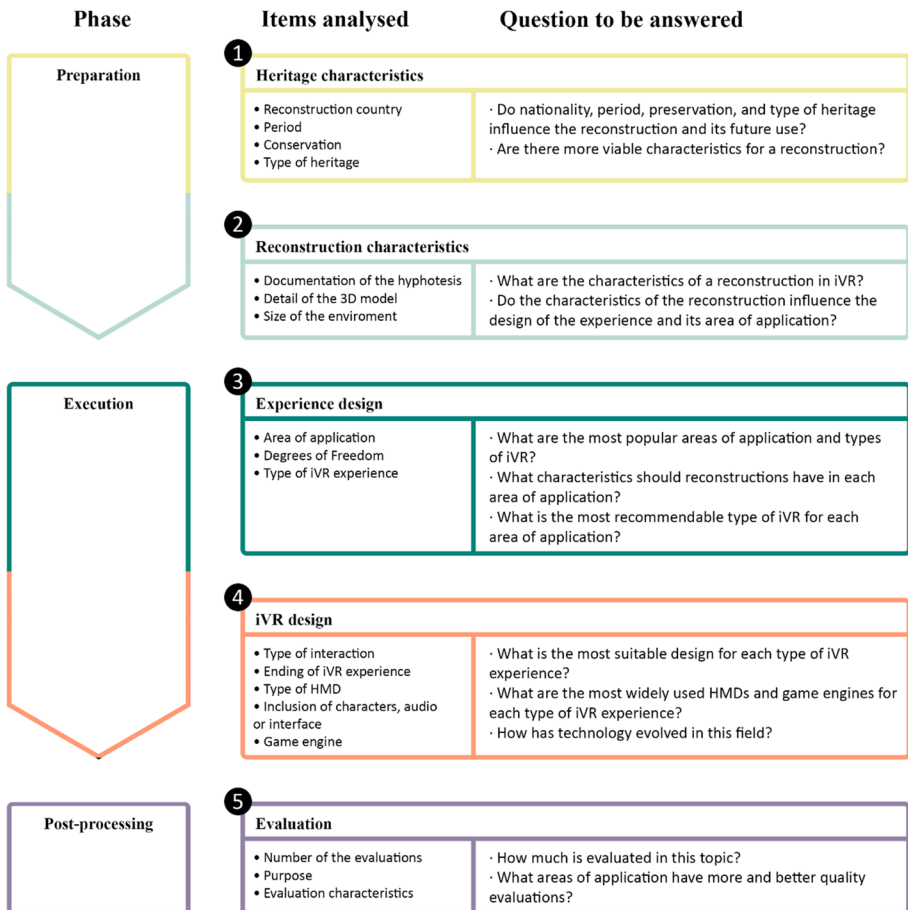 Phase Items analysed Question to be answered
Preparation
1
Heritage characteristics
• Reconstruction country
• Period
• Conservation
• Type of heritage
· Do nationality, period, preservation, and type of heritage
influence the reconstruction and its future use?
· Are there more viable characteristics for a reconstruction?
2
Reconstruction characteristics
• Documentation of the hyphotesis
• Detail of the 3D model
• Size of the enviroment
· What are the characteristics of a reconstruction in iVR?
· Do the characteristics of the reconstruction influence the
design of the experience and its area of application?
Execution
3
Experience design
• Area of application
• Degrees of Freedom
• Type of iVR experience
· What are the most popular areas of application and types
of iVR?
· What characteristics should reconstructions have in each
area of application?
· What is the most recommendable type of iVR for each
area of application?
4
iVR design
• Type of interaction
• Ending of iVR experience
• Type of HMD
• Inclusion of characters, audio
or interface
• Game engine
· What is the most suitable design for each type of iVR
experience?
· What are the most widely used HMDs and game engines for
each type of iVR experience?
· How has technology evolved in this field?
Post-processing
5
Evaluation
• Number of the evaluations
• Purpose
• Evaluation characteristics
· How much is evaluated in this topic?
· What areas of application have more and better quality
evaluations?